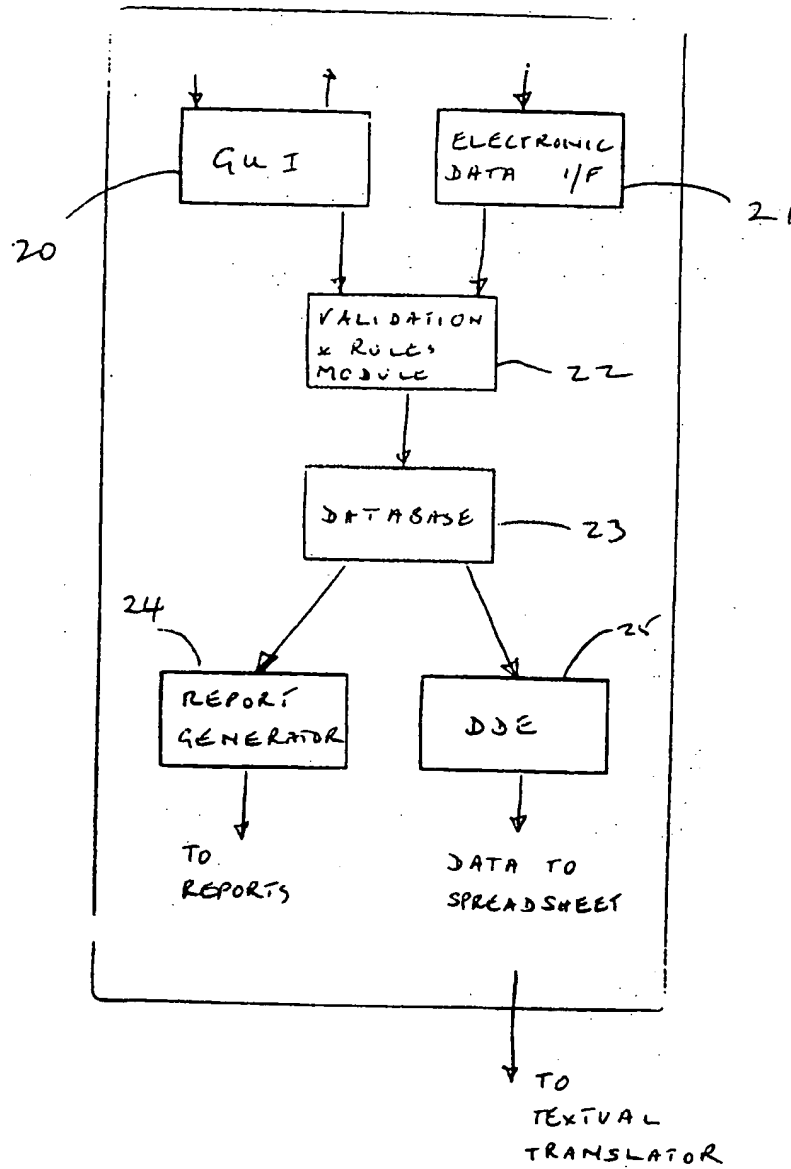 GUI
ELECTRONIC
DATA I/F
20
21
VALIDATION
& RULES
MODULE
22
DATABASE
23
24
25
REPORT
GENERATOR
DDE
TO
REPORTS
DATA TO
SPREADSHEET
TO
TEXTUAL
TRANSLATOR